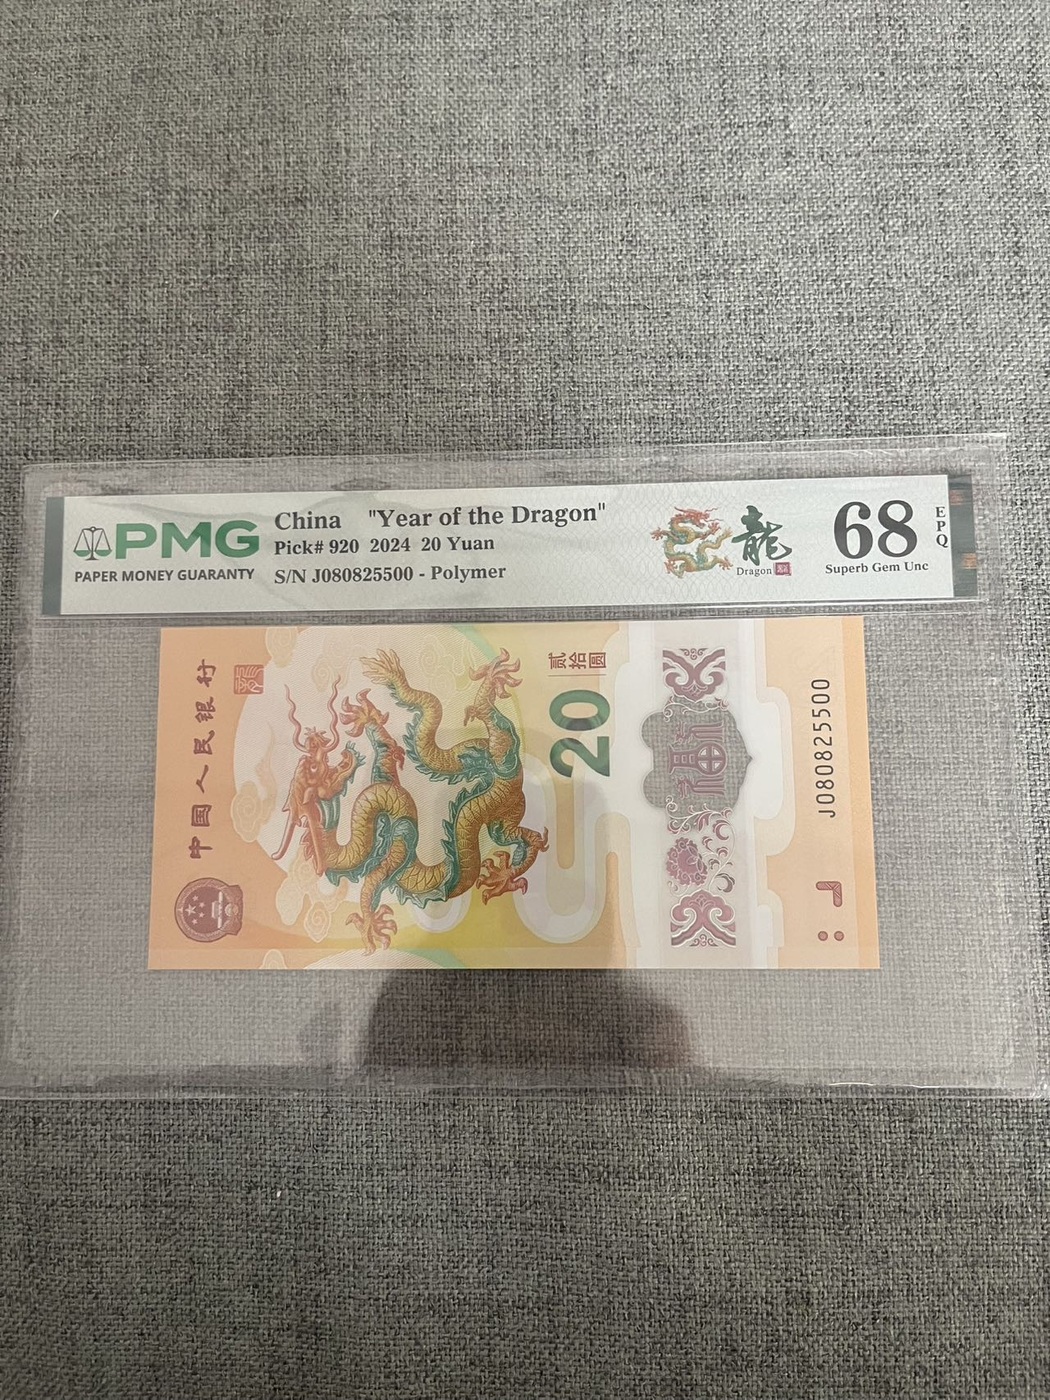 PMG
PAPER MONEY GUARANTY
China "Year of the Dragon"
Pick# 920 2024 20 Yuan
S/N J080825500 - Polymer
龍
Dragon
68
EPQ
Superb Gem Unc
中国人民银行
贰拾圆
20
福
J080825500